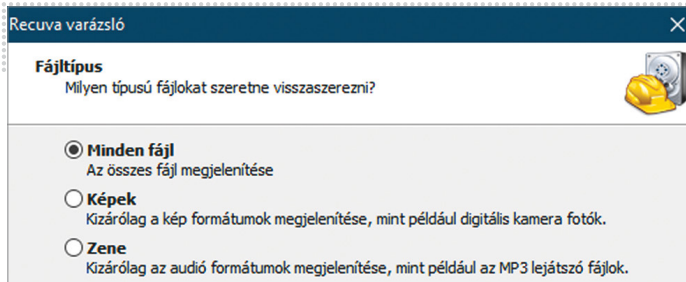 Recuva varázsló
Fájltípus
Milyen típusú fájlokat szeretne visszaszerezni?
Minden fájl
Az összes fájl megjelenítése
Képek
Kizárólag a kép formátumok megjelenítése, mint például digitális kamera fotók.
Zene
Kizárólag az audió formátumok megjelenítése, mint például az MP3 lejátszó fájlok.